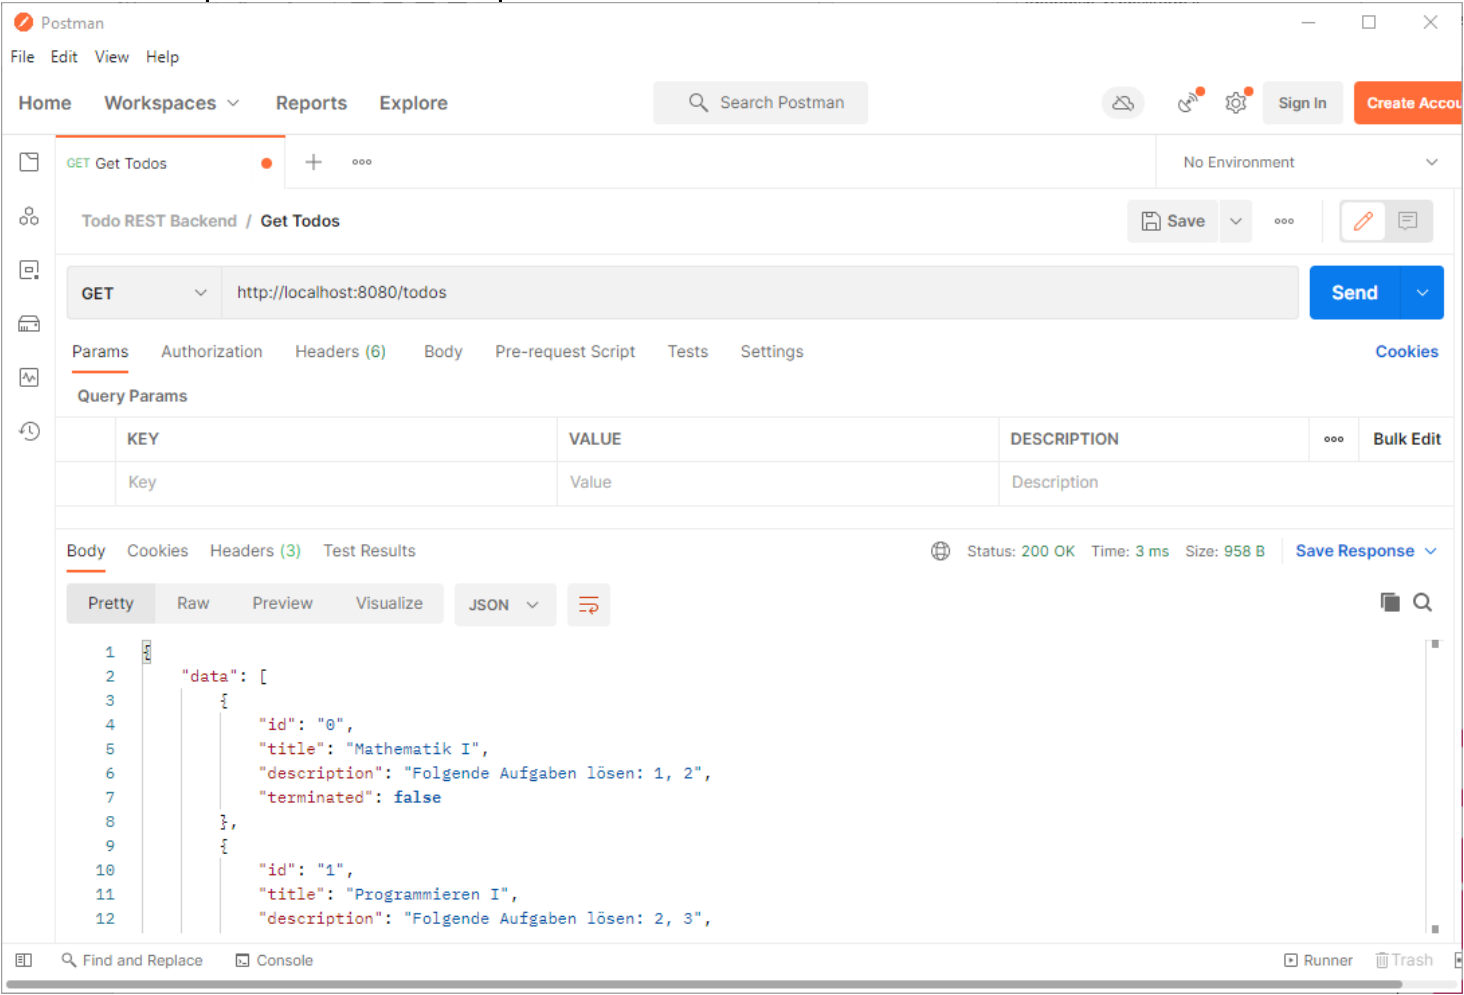 Postman
File Edit View Help
Home Workspaces Reports Explore Search Postman Sign In Create Accou
GET Get Todos No Environment
Todo REST Backend / Get Todos Save
GET http://localhost:8080/todos Send
Params Authorization Headers (6) Body Pre-request Script Tests Settings Cookies
Query Params
KEY VALUE DESCRIPTION Bulk Edit
Key Value Description
Body Cookies Headers (3) Test Results Status: 200 OK Time: 3 ms Size: 958 B Save Response
Pretty Raw Preview Visualize JSON
1 {
2 "data": [
3 {
4 "id": "0",
5 "title": "Mathematik I",
6 "description": "Folgende Aufgaben lösen: 1, 2",
7 "terminated": false
8 },
9 {
10 "id": "1",
11 "title": "Programmieren I",
12 "description": "Folgende Aufgaben lösen: 2, 3",
Find and Replace Console Runner Trash